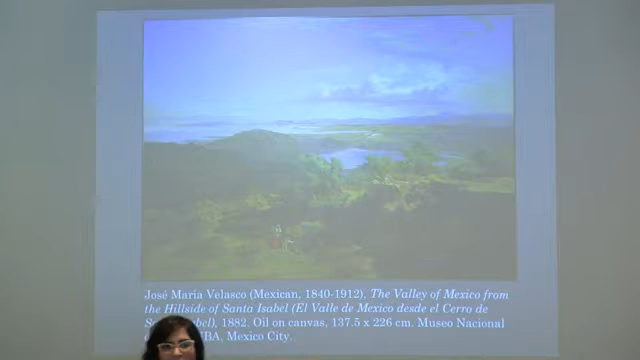 José María Velasco (Mexican, 1840-1912), The Valley of Mexico from
the Hillside of Santa Isabel (El Valle de Mexico desde el Cerro de
Isabel), 1882. Oil on canvas, 137.5 x 226 cm. Museo Nacional
Mexico City.